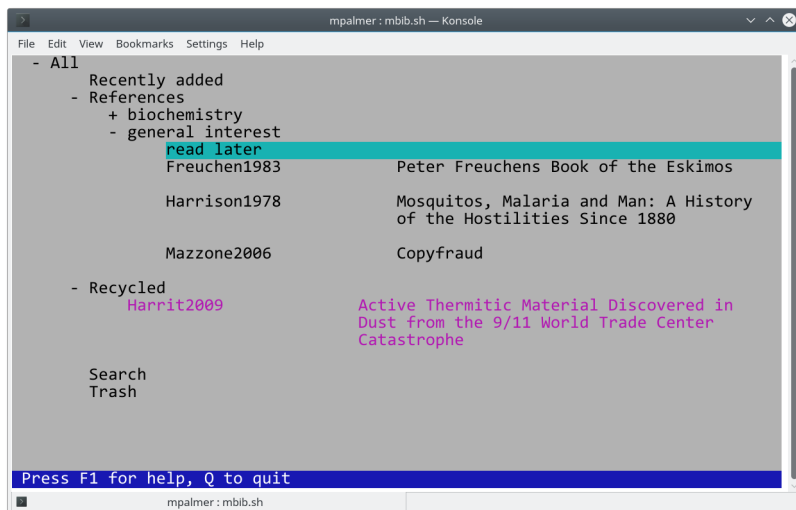 mpalmer : mbib.sh — Konsole
File Edit View Bookmarks Settings Help
- All
Recently added
- References
+ biochemistry
- general interest
read later
Freuchen1983 Peter Freuchens Book of the Eskimos
Harrison1978 Mosquitos, Malaria and Man: A History
of the Hostilities Since 1880
Mazzone2006 Copyfraud
- Recycled
Harrit2009 Active Thermitic Material Discovered in
Dust from the 9/11 World Trade Center
Catastrophe
Search
Trash
Press F1 for help, Q to quit
mpalmer : mbib.sh